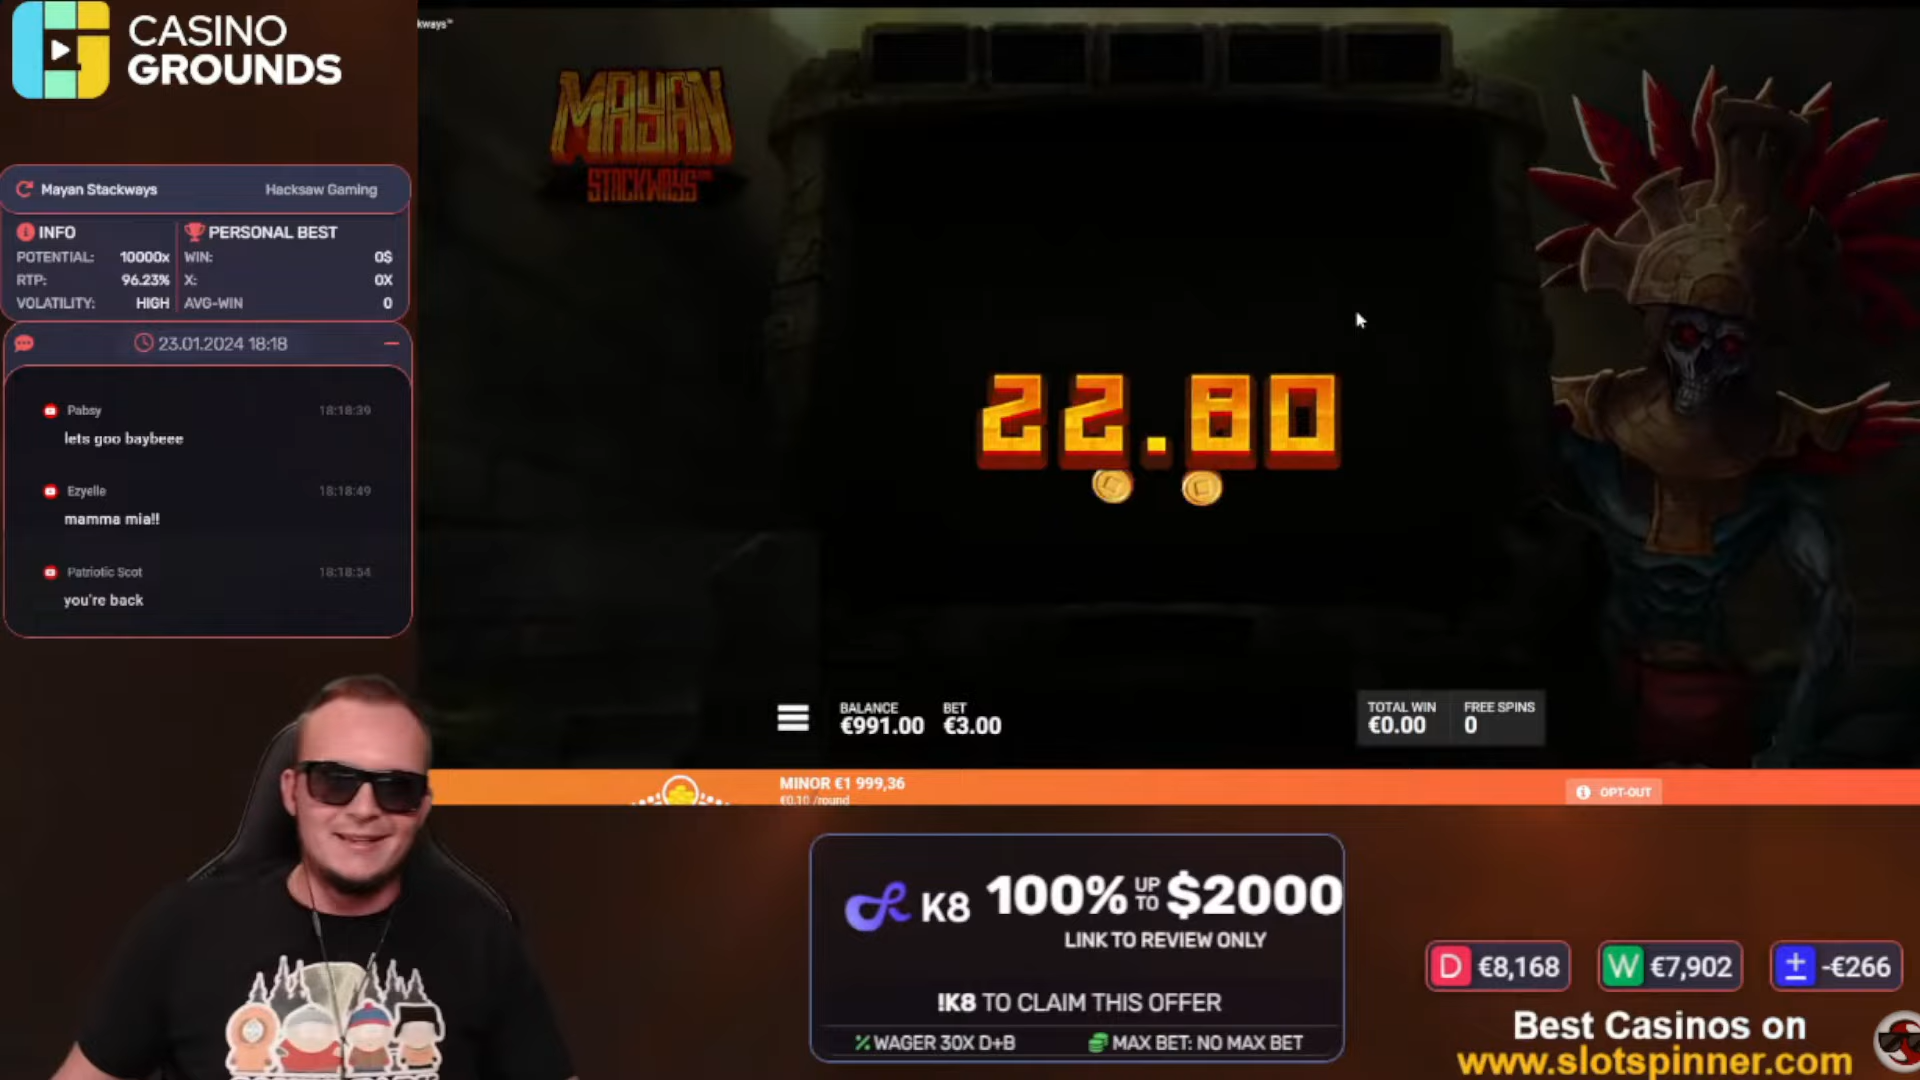 CASINO
GROUNDS
kways™
MAYAN
STACKWAYS
Mayan Stackways Hacksaw Gaming
INFO
POTENTIAL: 10000x
RTP: 96.23%
VOLATILITY: HIGH
PERSONAL BEST
WIN: 0$
X: 0X
AVG-WIN 0
23.01.2024 18:18
Pabsy 18:18:39
lets goo baybeee
Ezyelle 18:18:49
mamma mia!!
Patriotic Scot 18:18:54
you're back
22.80
BALANCE
€991.00
BET
€3.00
TOTAL WIN
€0.00
FREE SPINS
0
MINOR €1 999,36
€0.10 /round
OPT-OUT
K8 100% UP TO $2000
LINK TO REVIEW ONLY
!K8 TO CLAIM THIS OFFER
WAGER 30X D+B MAX BET: NO MAX BET
D €8,168 W €7,902 ± -€266
Best Casinos on
www.slotspinner.com